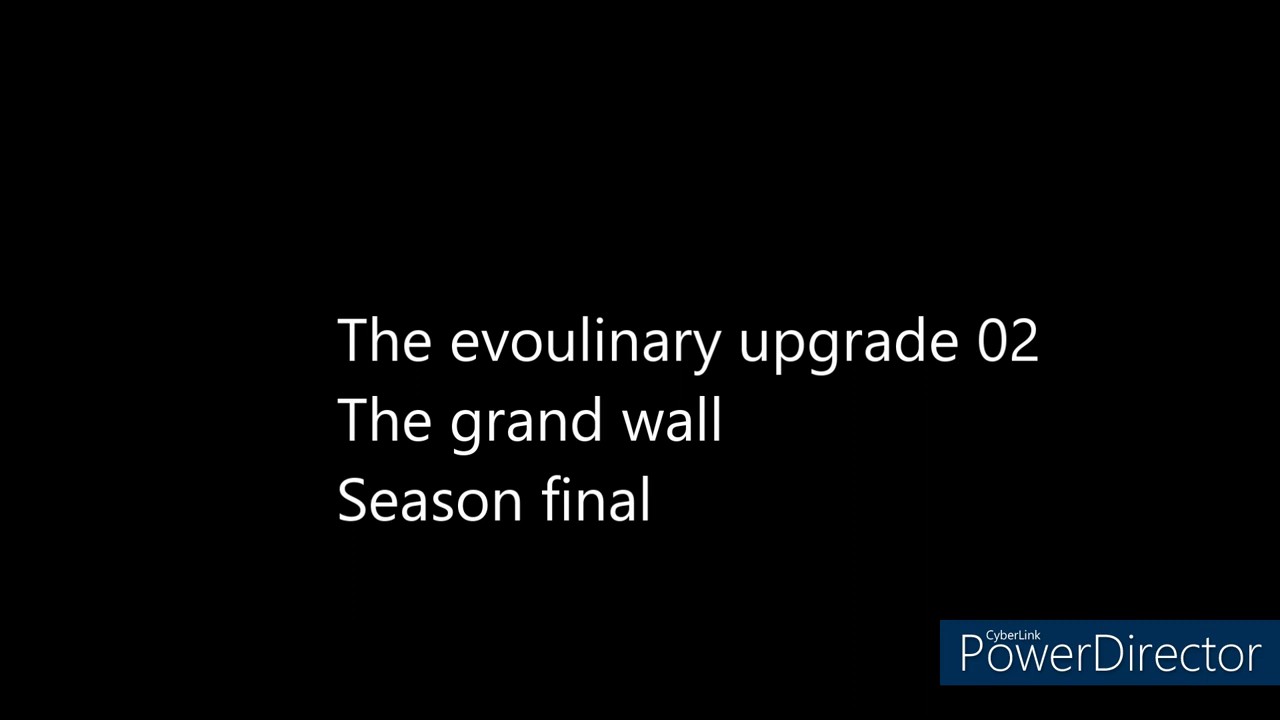 The evoulinary upgrade 02
The grand wall
Season final
CyberLink
PowerDirector